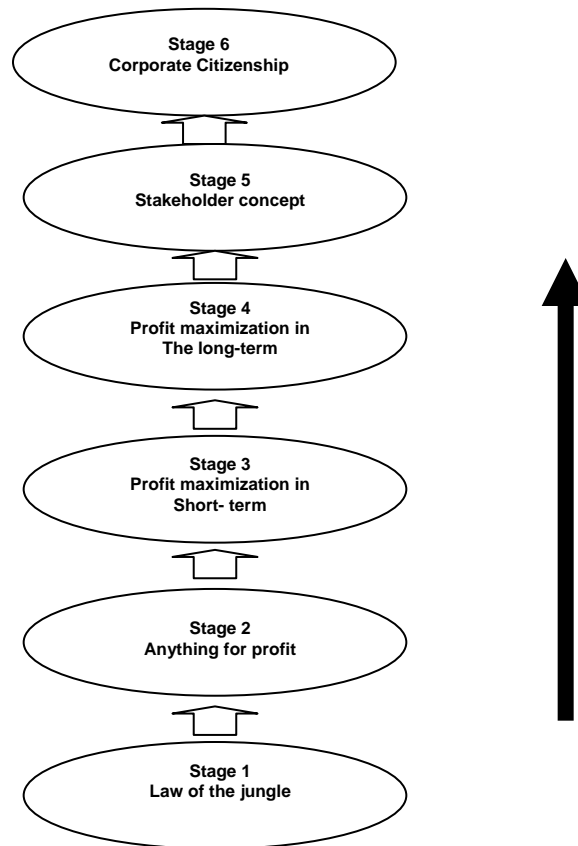 Stage 6
Corporate Citizenship
Stage 5
Stakeholder concept
Stage 4
Profit maximization in
The long-term
Stage 3
Profit maximization in
Short- term
Stage 2
Anything for profit
Stage 1
Law of the jungle